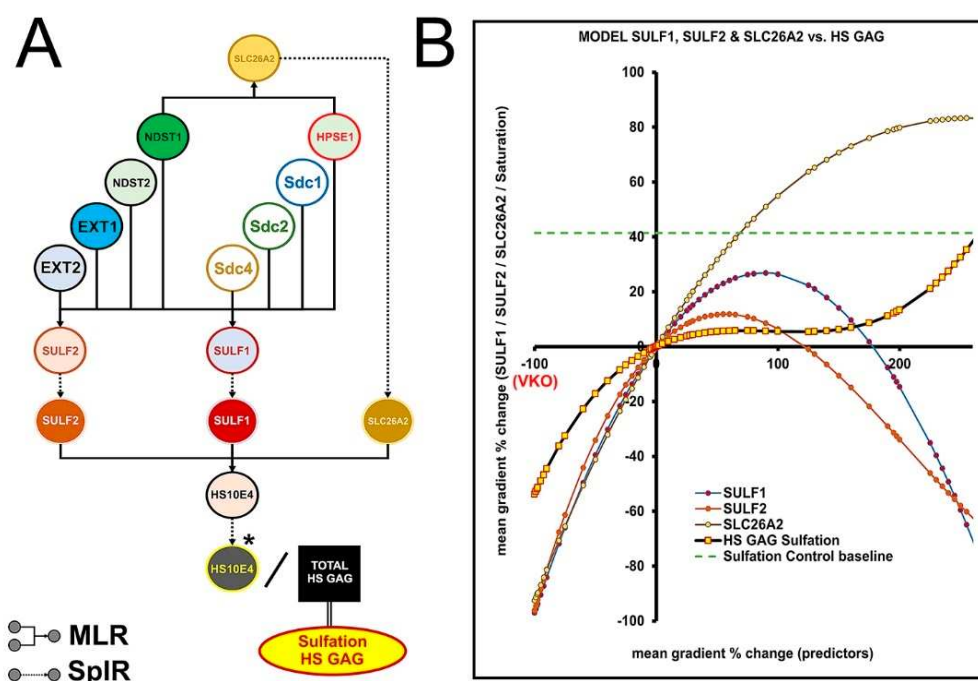 A
SLC26A2
NDST1
HPSE1
NDST2
Sdc1
EXT1
Sdc2
EXT2
Sdc4
SULF2
SULF1
SULF2
SULF1
SLC26A2
HS10E4
HS10E4
*
/
TOTAL
HS GAG
Sulfation
HS GAG
MLR
SplR
B
MODEL SULF1, SULF2 & SLC26A2 vs. HS GAG
mean gradient % change (SULF1 / SULF2 / SLC26A2 / Saturation)
100
80
60
40
20
0
-20
-40
-60
-80
-100
-100
(VKO)
0
100
200
SULF1
SULF2
SLC26A2
HS GAG Sulfation
Sulfation Control baseline
mean gradient % change (predictors)